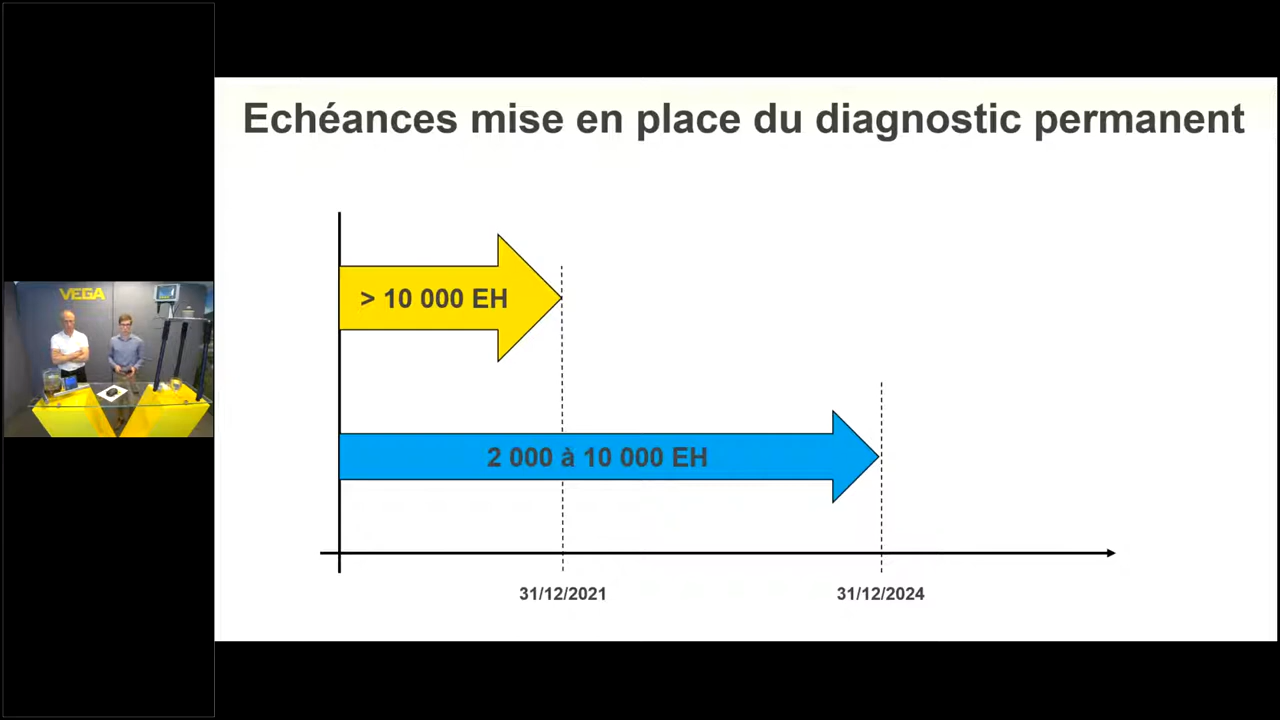 Echéances mise en place du diagnostic permanent
> 10 000 EH
VEGA
2 000 à 10 000 EH
31/12/2021
31/12/2024